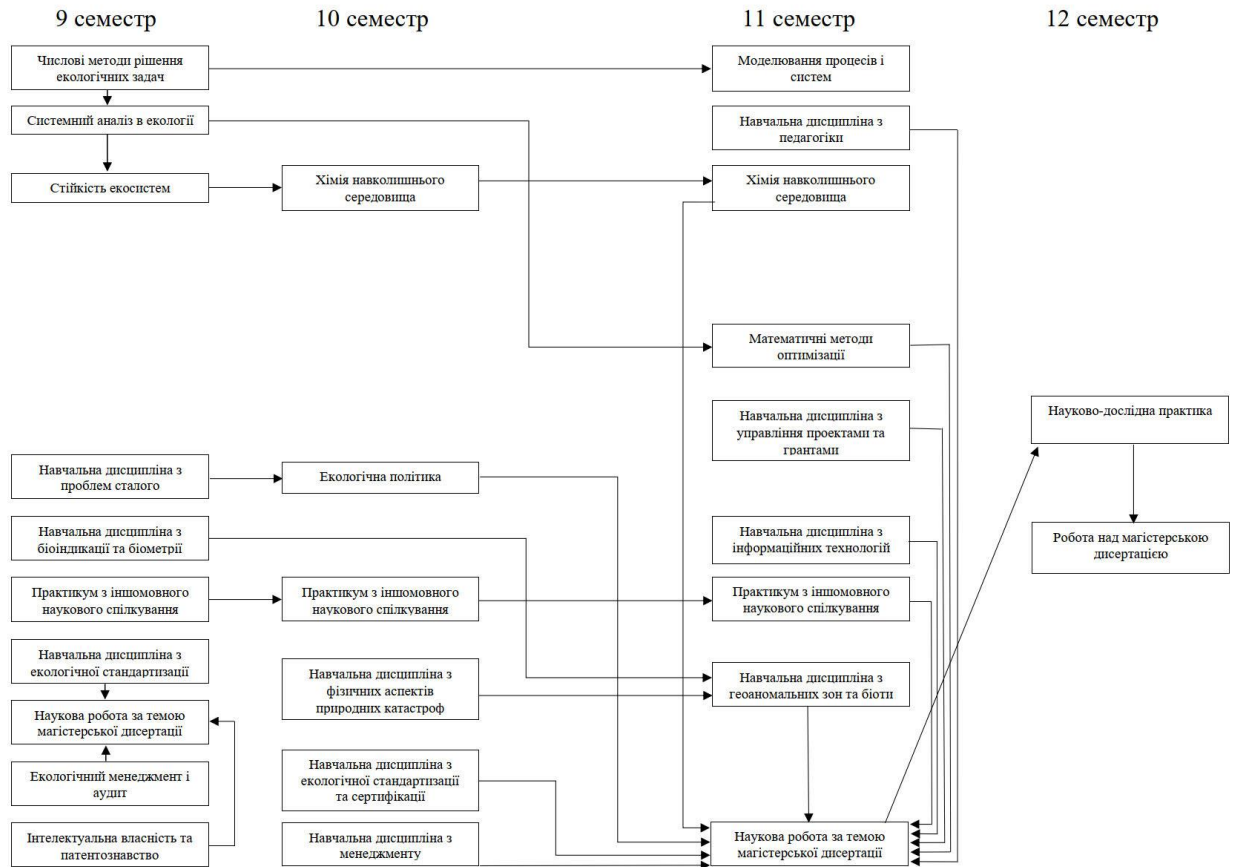 9 семестр
10 семестр
11 семестр
12 семестр
Числові методи рішення
екологічних задач
Системний аналіз в екології
Стійкість екосистем
Навчальна дисципліна з
проблем сталого
Навчальна дисципліна з
біоіндикації та біометрії
Практикум з іншомовного
наукового спілкування
Навчальна дисципліна з
екологічної стандартизації
Наукова робота за темою
магістерської дисертації
Екологічний менеджмент і
аудит
Інтелектуальна власність та
патентознавство
Хімія навколишнього
середовища
Екологічна політика
Практикум з іншомовного
наукового спілкування
Навчальна дисципліна з
фізичних аспектів
природних катастроф
Навчальна дисципліна з
екологічної стандартизації
та сертифікації
Навчальна дисципліна з
менеджменту
Моделювання процесів і
систем
Навчальна дисципліна з
педагогіки
Хімія навколишнього
середовища
Математичні методи
оптимізації
Навчальна дисципліна з
управління проектами та
грантами
Навчальна дисципліна з
інформаційних технологій
Практикум з іншомовного
наукового спілкування
Навчальна дисципліна з
геоаномальних зон та біоти
Наукова робота за темою
магістерської дисертації
Науково-дослідна практика
Робота над магістерською
дисертацією